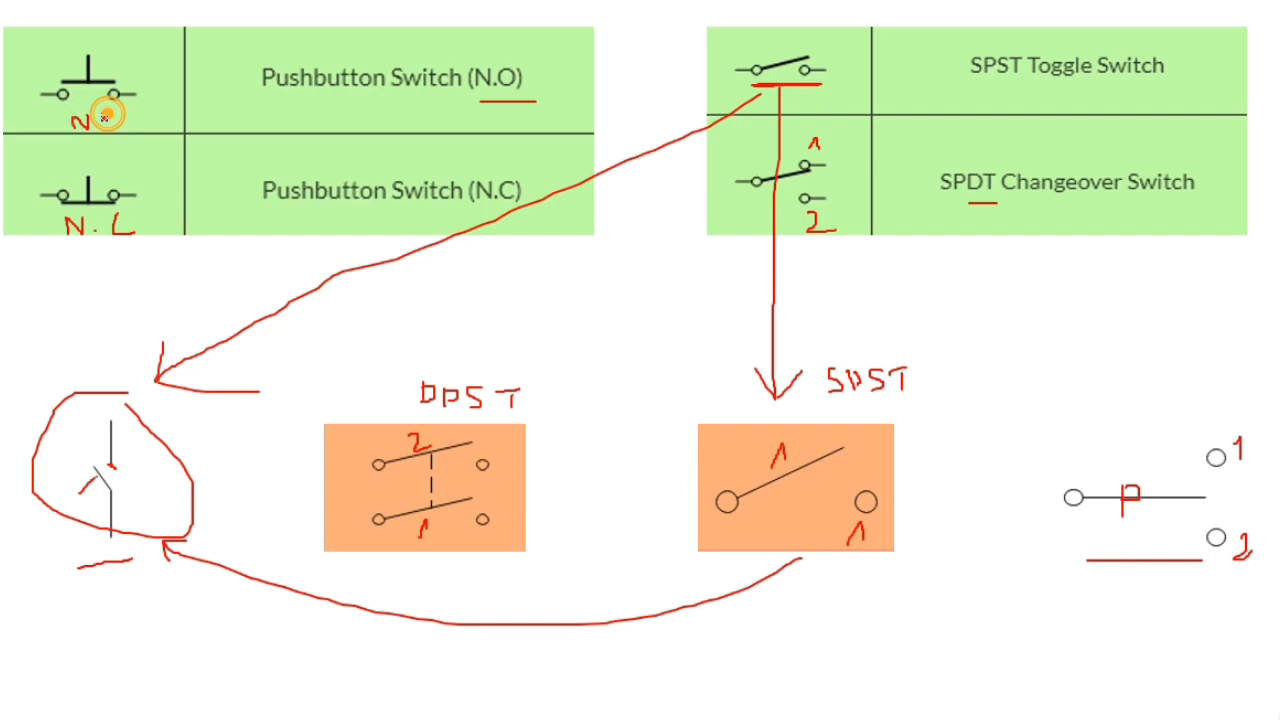 Pushbutton Switch (N.O)
N
Pushbutton Switch (N.C)
N.C
SPST Toggle Switch
1
SPDT Changeover Switch
2
DPST
2
1
SPST
1
1
1
P
2